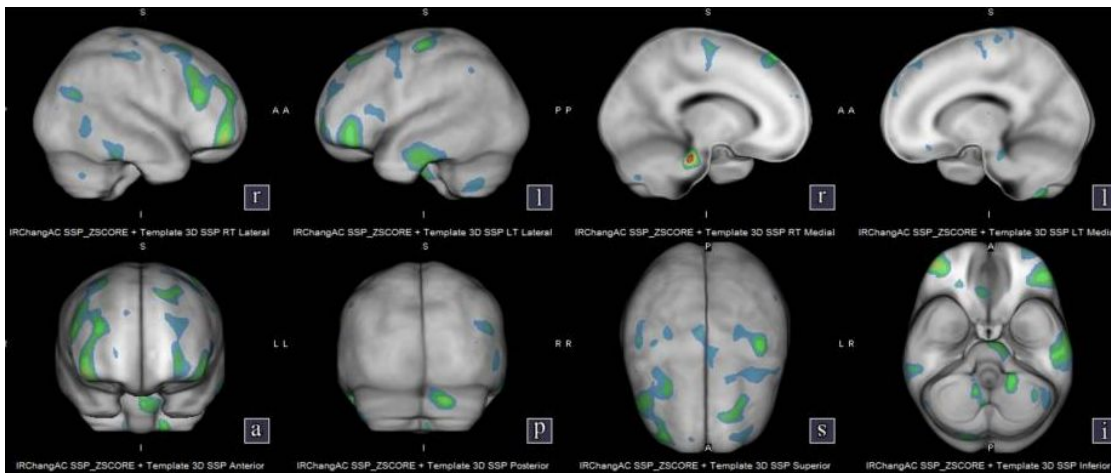 S S S S
P A A P P A A
r l r l
I I I I
IRChangAC SSP_ZSCORE + Template 3D SSP RT Lateral
IRChangAC SSP_ZSCORE + Template 3D SSP LT Lateral
IRChangAC SSP_ZSCORE + Template 3D SSP RT Medial
IRChangAC SSP_ZSCORE + Template 3D SSP LT Media
S S P A
L L R R L R
a p s i
I I A P
IRChangAC SSP_ZSCORE + Template 3D SSP Anterior
IRChangAC SSP_ZSCORE + Template 3D SSP Posterior
IRChangAC SSP_ZSCORE + Template 3D SSP Superior
IRChangAC SSP_ZSCORE + Template 3D SSP Inferior